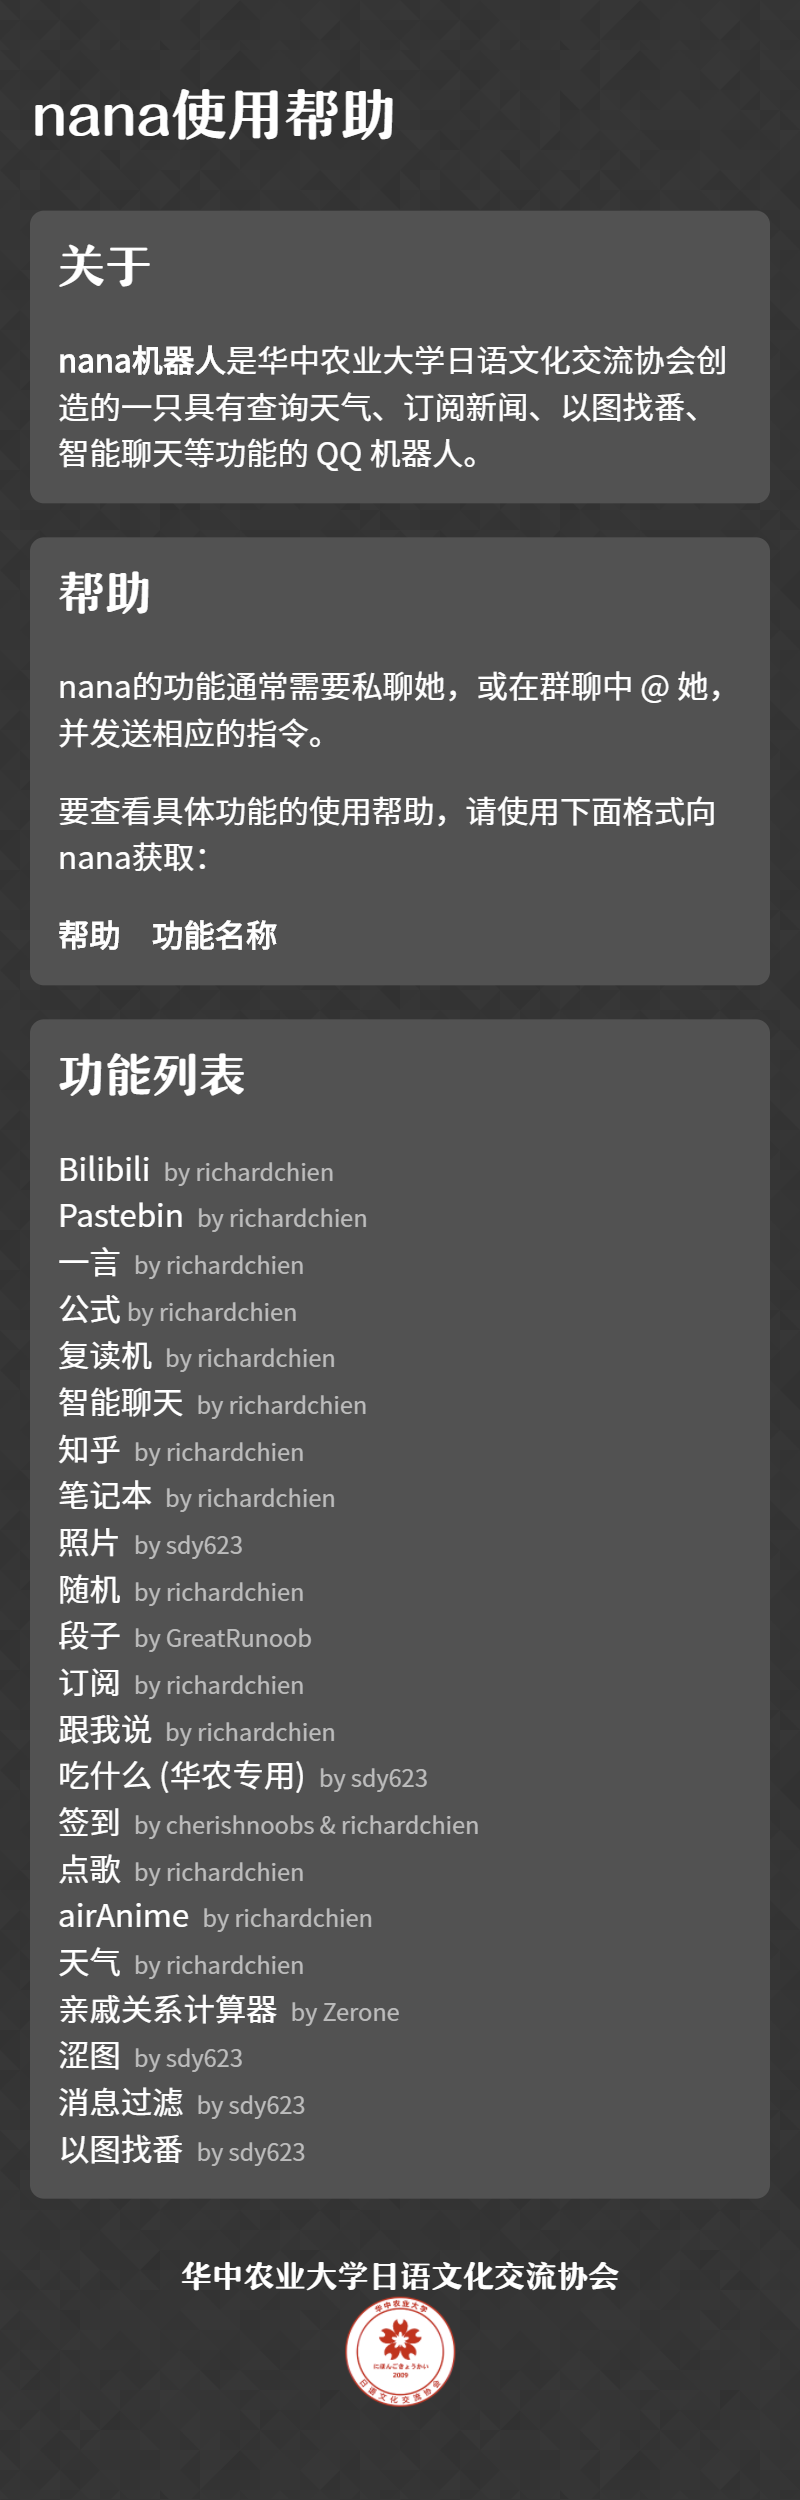 nana使用帮助
关于
nana机器人是华中农业大学日语文化交流协会创
造的一只具有查询天气、订阅新闻、以图找番、
智能聊天等功能的 QQ 机器人。
帮助
nana的功能通常需要私聊她，或在群聊中 @ 她，
并发送相应的指令。
要查看具体功能的使用帮助，请使用下面格式向
nana获取：
帮助　功能名称
功能列表
Bilibili by richardchien
Pastebin by richardchien
一言 by richardchien
公式 by richardchien
复读机 by richardchien
智能聊天 by richardchien
知乎 by richardchien
笔记本 by richardchien
照片 by sdy623
随机 by richardchien
段子 by GreatRunoob
订阅 by richardchien
跟我说 by richardchien
吃什么 (华农专用) by sdy623
签到 by cherishnoobs & richardchien
点歌 by richardchien
airAnime by richardchien
天气 by richardchien
亲戚关系计算器 by Zerone
涩图 by sdy623
消息过滤 by sdy623
以图找番 by sdy623
华中农业大学日语文化交流协会
华中农业大学
にほんごきょうかい
2009
日语文化交流协会